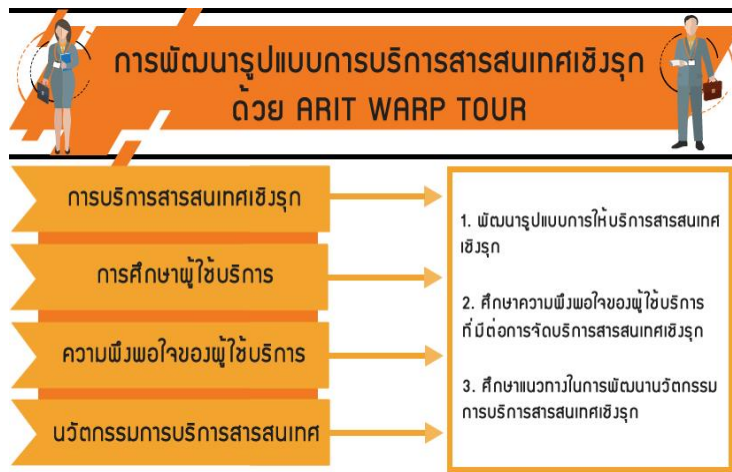 การพัฒนารูปแบบการบริการสารสนเทศเชิงรุก
ด้วย ARIT WARP TOUR
การบริการสารสนเทศเชิงรุก
การศึกษาผู้ใช้บริการ
ความพึงพอใจของผู้ใช้บริการ
นวัตกรรมการบริการสารสนเทศ
1. พัฒนารูปแบบการให้บริการสารสนเทศ
เชิงรุก
2. ศึกษาความพึงพอใจของผู้ใช้บริการ
ที่มีต่อการจัดบริการสารสนเทศเชิงรุก
3. ศึกษาแนวทางในการพัฒนานวัตกรรม
การบริการสารสนเทศเชิงรุก